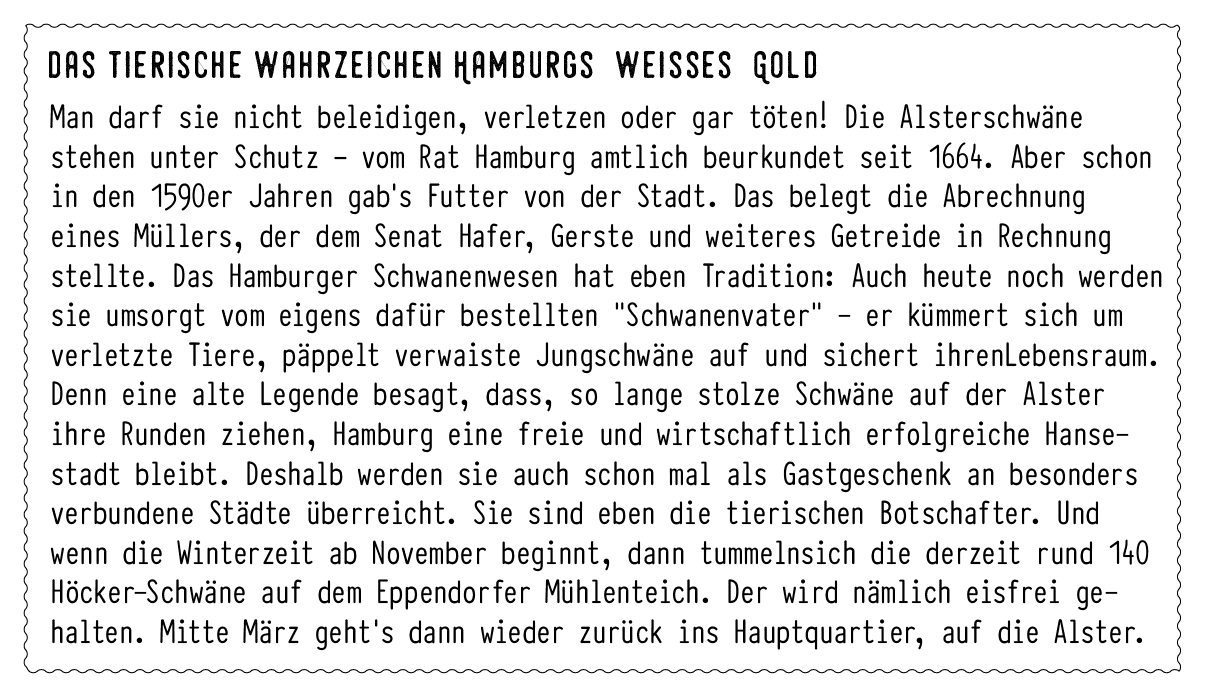 DAS TIERISCHE WAHRZEICHEN HAMBURGS WEISSES GOLD
Man darf sie nicht beleidigen, verletzen oder gar töten! Die Alsterschwäne
stehen unter Schutz – vom Rat Hamburg amtlich beurkundet seit 1664. Aber schon
in den 1590er Jahren gab's Futter von der Stadt. Das belegt die Abrechnung
eines Müllers, der dem Senat Hafer, Gerste und weiteres Getreide in Rechnung
stellte. Das Hamburger Schwanenwesen hat eben Tradition: Auch heute noch werden
sie umsorgt vom eigens dafür bestellten "Schwanenvater" – er kümmert sich um
verletzte Tiere, päppelt verwaiste Jungschwäne auf und sichert ihrenLebensraum.
Denn eine alte Legende besagt, dass, so lange stolze Schwäne auf der Alster
ihre Runden ziehen, Hamburg eine freie und wirtschaftlich erfolgreiche Hanse-
stadt bleibt. Deshalb werden sie auch schon mal als Gastgeschenk an besonders
verbundene Städte überreicht. Sie sind eben die tierischen Botschafter. Und
wenn die Winterzeit ab November beginnt, dann tummelnsich die derzeit rund 140
Höcker-Schwäne auf dem Eppendorfer Mühlenteich. Der wird nämlich eisfrei ge-
halten. Mitte März geht's dann wieder zurück ins Hauptquartier, auf die Alster.